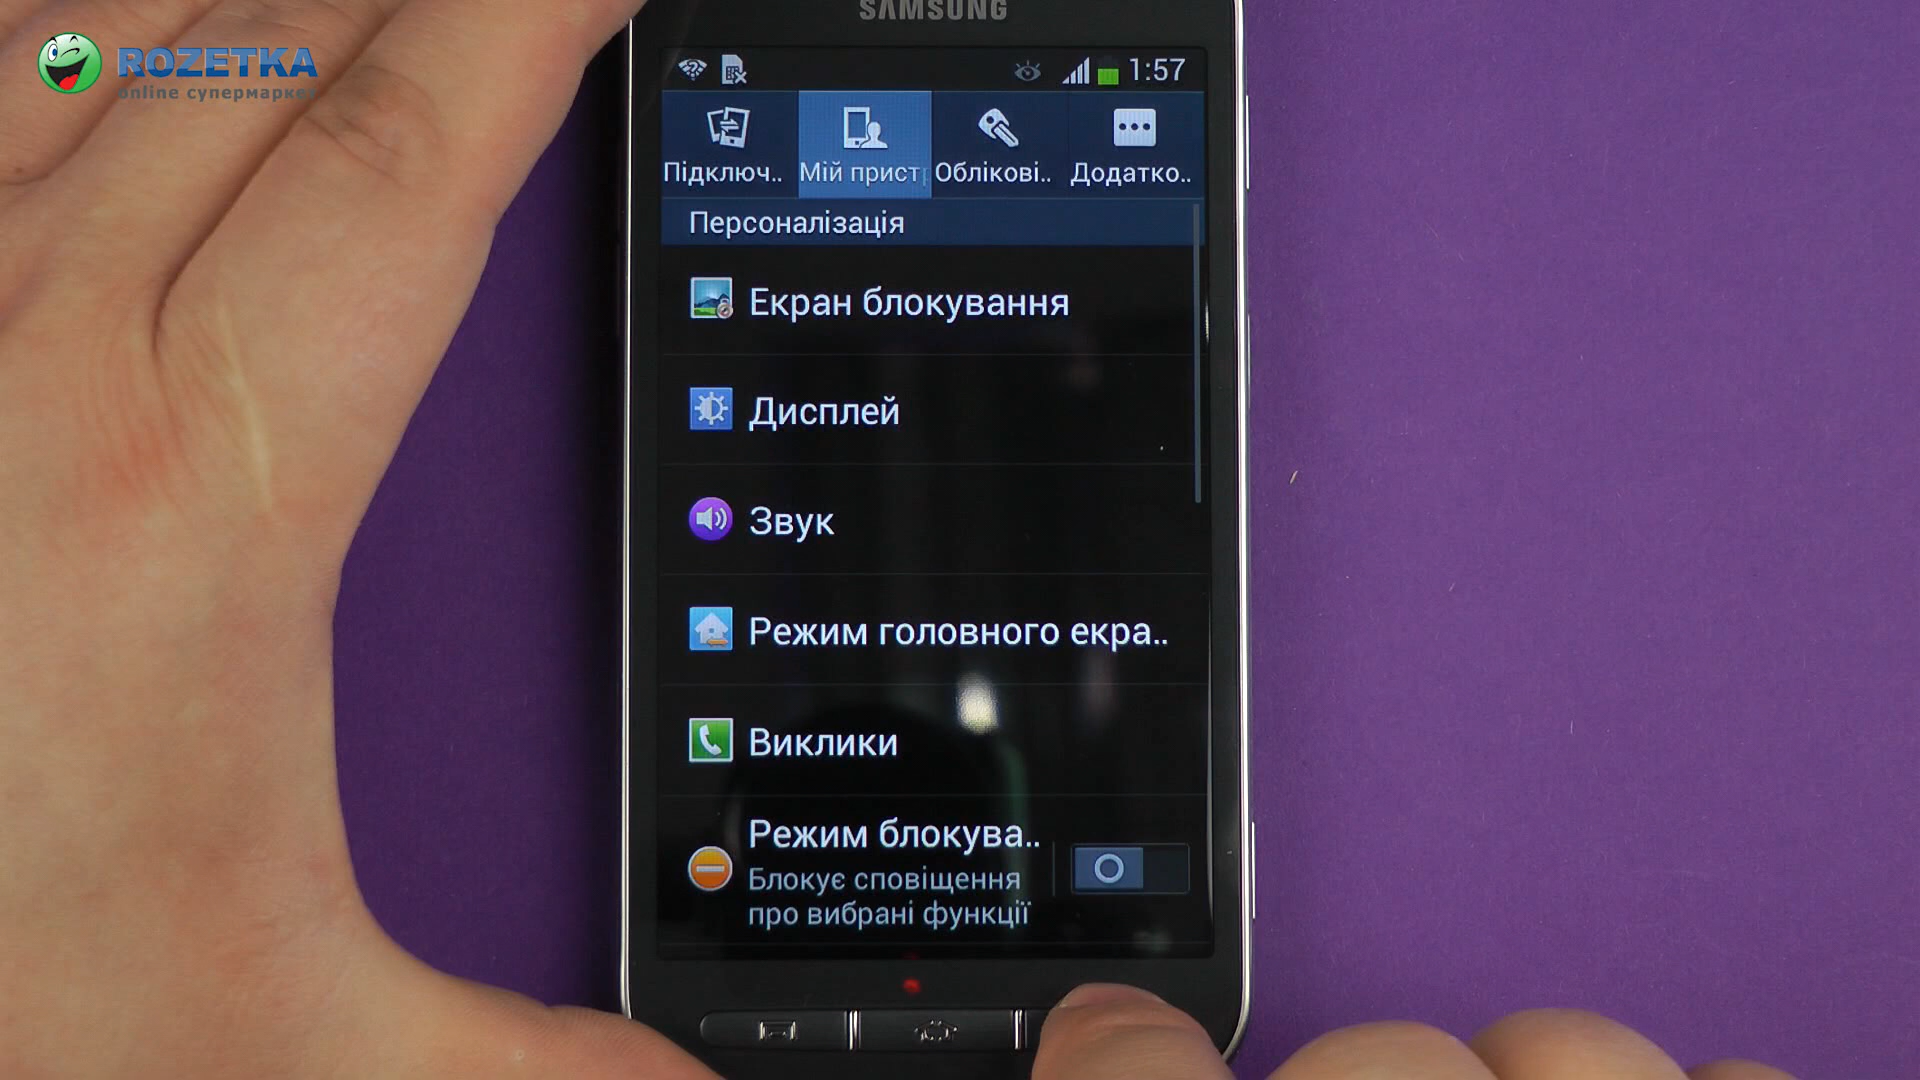 SAMSUNG
ROZETKA
online супермаркет
1:57
Підключ..
Мій прист
Облікові..
Додатко..
Персоналізація
Екран блокування
Дисплей
Звук
Режим головного екра..
Виклики
Режим блокува..
Блокує сповіщення
про вибрані функції